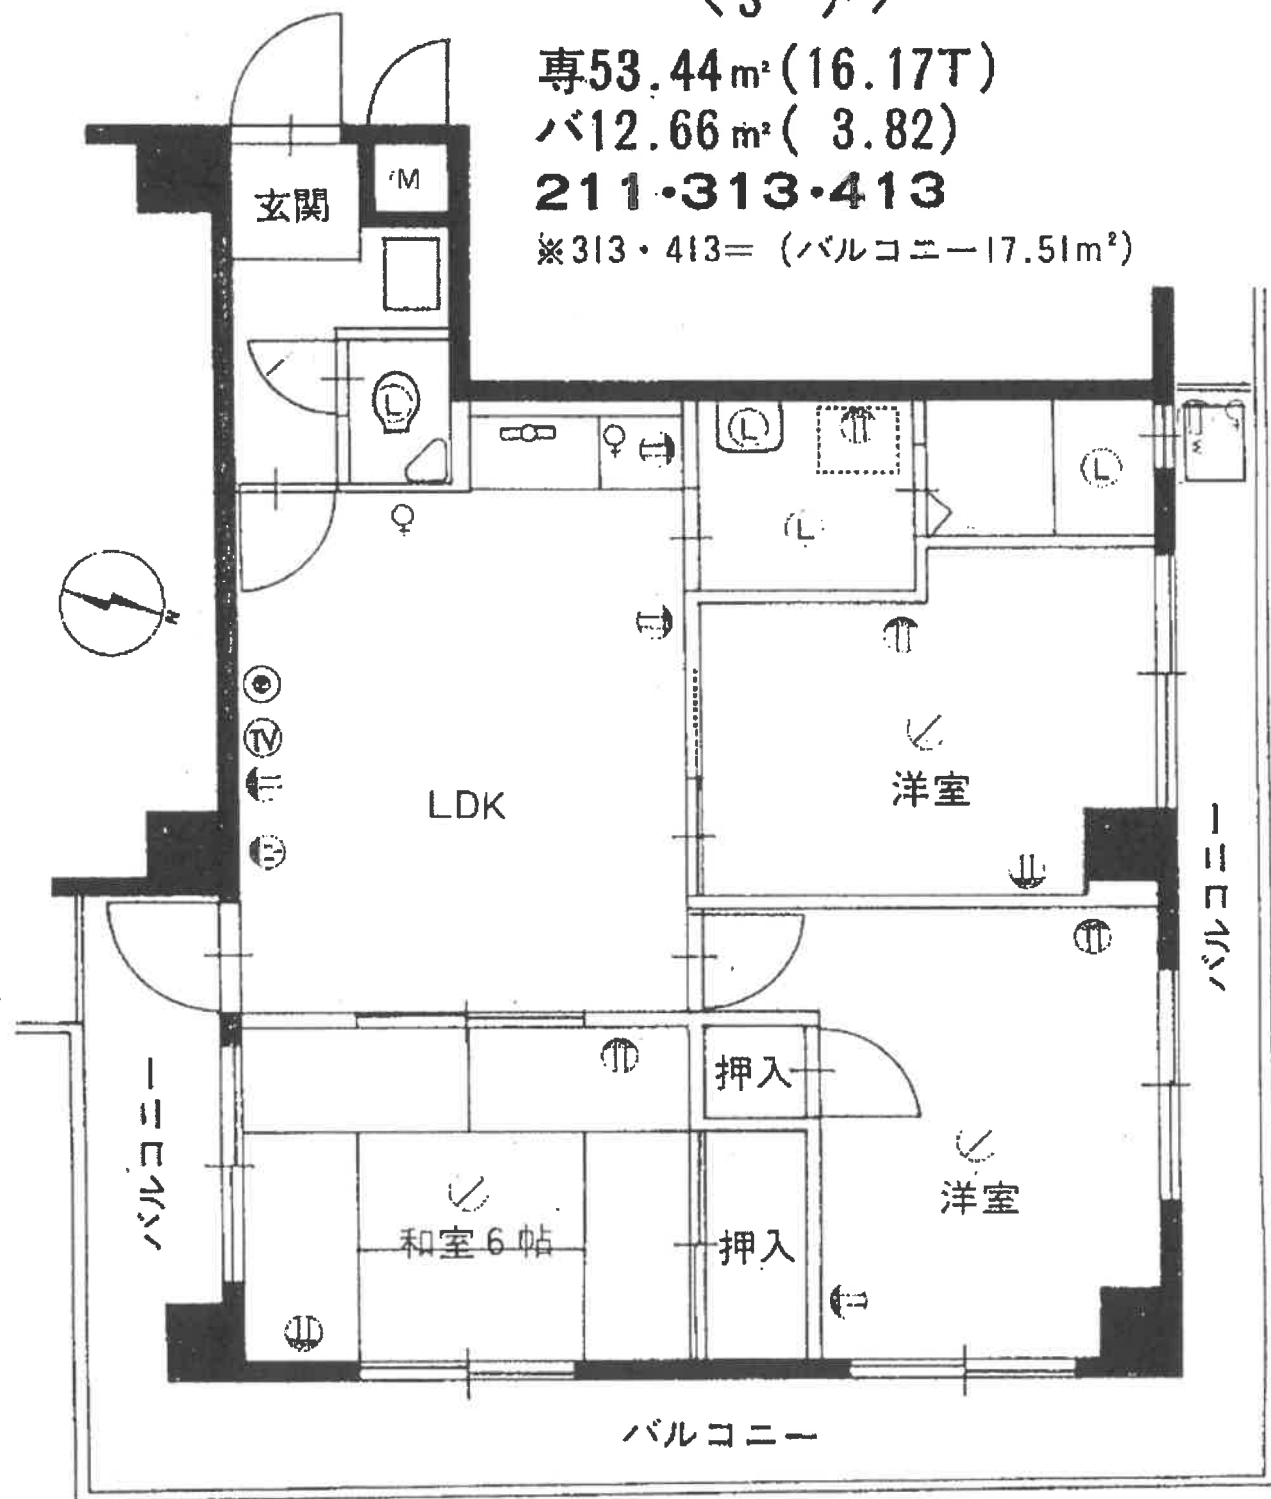 専53.44㎡(16.17T)
バ12.66㎡( 3.82)
211・313・413
※313・413= (バルコニー17.51m²)
玄関
M
L
L
L
L
W
N
TV
LDK
洋室
バルコニー
押入
バルコニー
洋室
和室6帖
押入
バルコニー